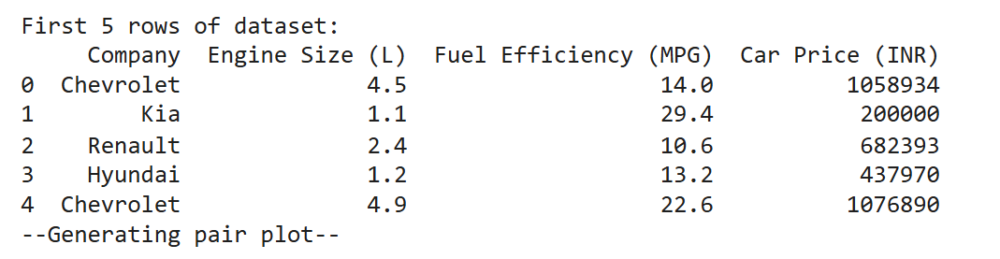 First 5 rows of dataset:
Company Engine Size (L) Fuel Efficiency (MPG) Car Price (INR)
0 Chevrolet 4.5 14.0 1058934
1 Kia 1.1 29.4 200000
2 Renault 2.4 10.6 682393
3 Hyundai 1.2 13.2 437970
4 Chevrolet 4.9 22.6 1076890
--Generating pair plot--